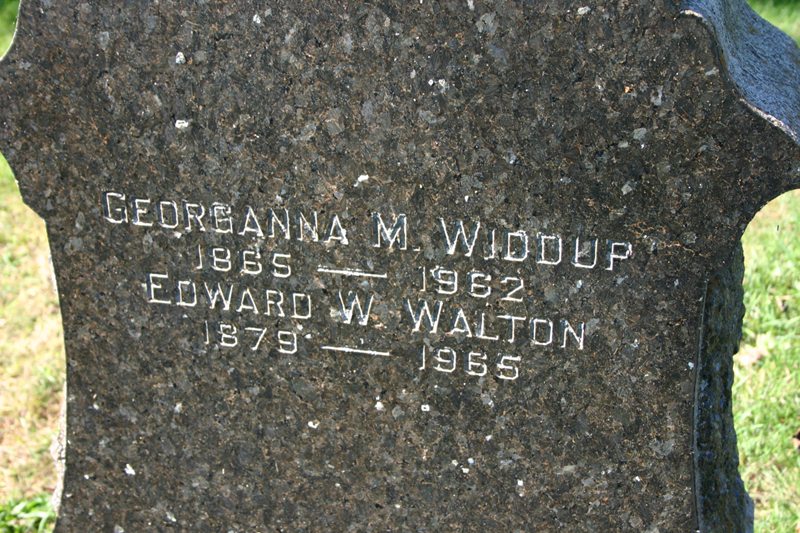 GEORGANNA M. WIDDUP
1865 — 1962
EDWARD W. WALTON
1879 — 1965